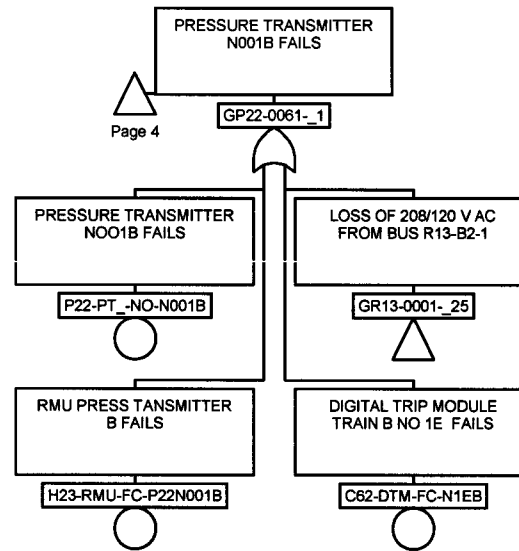 PRESSURE TRANSMITTER
N001B FAILS
Page 4
GP22-0061-_1
PRESSURE TRANSMITTER
NOO1B FAILS
P22-PT_-NO-N001B
LOSS OF 208/120 V AC
FROM BUS R13-B2-1
GR13-0001-_25
RMU PRESS TANSMITTER
B FAILS
H23-RMU-FC-P22N001B
DIGITAL TRIP MODULE
TRAIN B NO 1E FAILS
C62-DTM-FC-N1EB